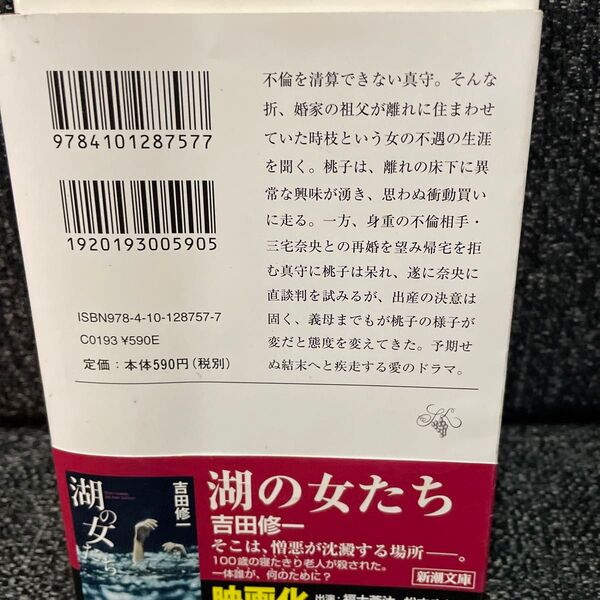 9784101287577
1920193005905
ISBN978-4-10-128757-7
C0193 ¥590E
定価：本体590円（税別）
不倫を清算できない真守。そんな
折、婚家の祖父が離れに住まわせ
ていた時枝という女の不遇の生涯
を聞く。桃子は、離れの床下に異
常な興味が湧き、思わぬ衝動買い
に走る。一方、身重の不倫相手・
三宅奈央との再婚を望み帰宅を拒
む真守に桃子は呆れ、遂に奈央に
直談判を試みるが、出産の決意は
固く、義母までもが桃子の様子が
変だと態度を変えてきた。予期せ
ぬ結末へと疾走する愛のドラマ。
湖の女たち
吉田修一
湖の女たち
吉田修一
そこは、憎悪が沈澱する場所――。
100歳の寝たきり老人が殺された。
一体誰が、何のために？
新潮文庫
映画化
出演：福士蒼汰